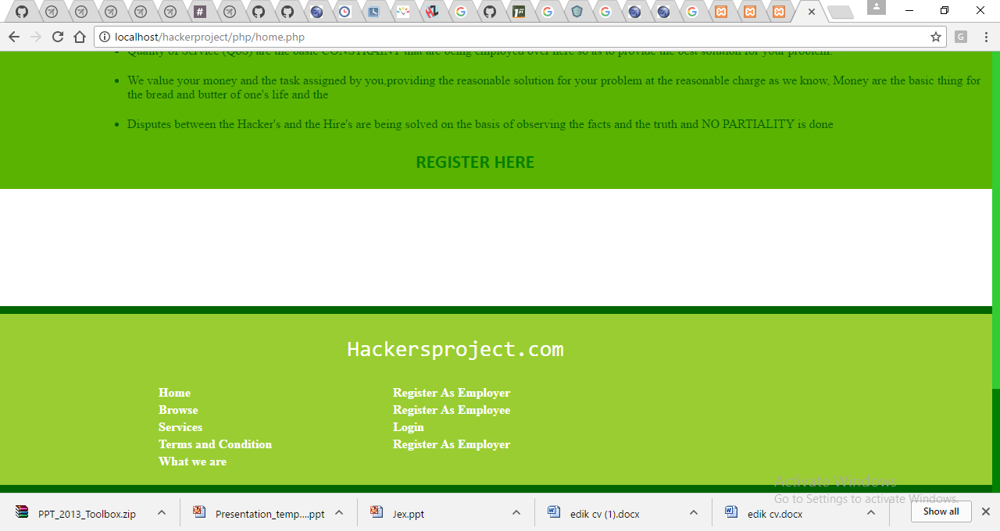 localhost/hackerproject/php/home.php
G
Quality of Service (QoS) are the basic CONSTRAINT that are being employed over here so as to provide the best solution for your problem.
We value your money and the task assigned by you,providing the reasonable solution for your problem at the reasonable charge as we know, Money are the basic thing for
the bread and butter of one's life and the
Disputes between the Hacker's and the Hire's are being solved on the basis of observing the facts and the truth and NO PARTIALITY is done
REGISTER HERE
Hackersproject.com
Home
Register As Employer
Browse
Register As Employee
Services
Login
Terms and Condition
Register As Employer
What we are
Activate Windows
Go to Settings to activate Windows.
PPT_2013_Toolbox.zip
Presentation_temp....ppt
Jex.ppt
edik cv (1).docx
edik cv.docx
Show all